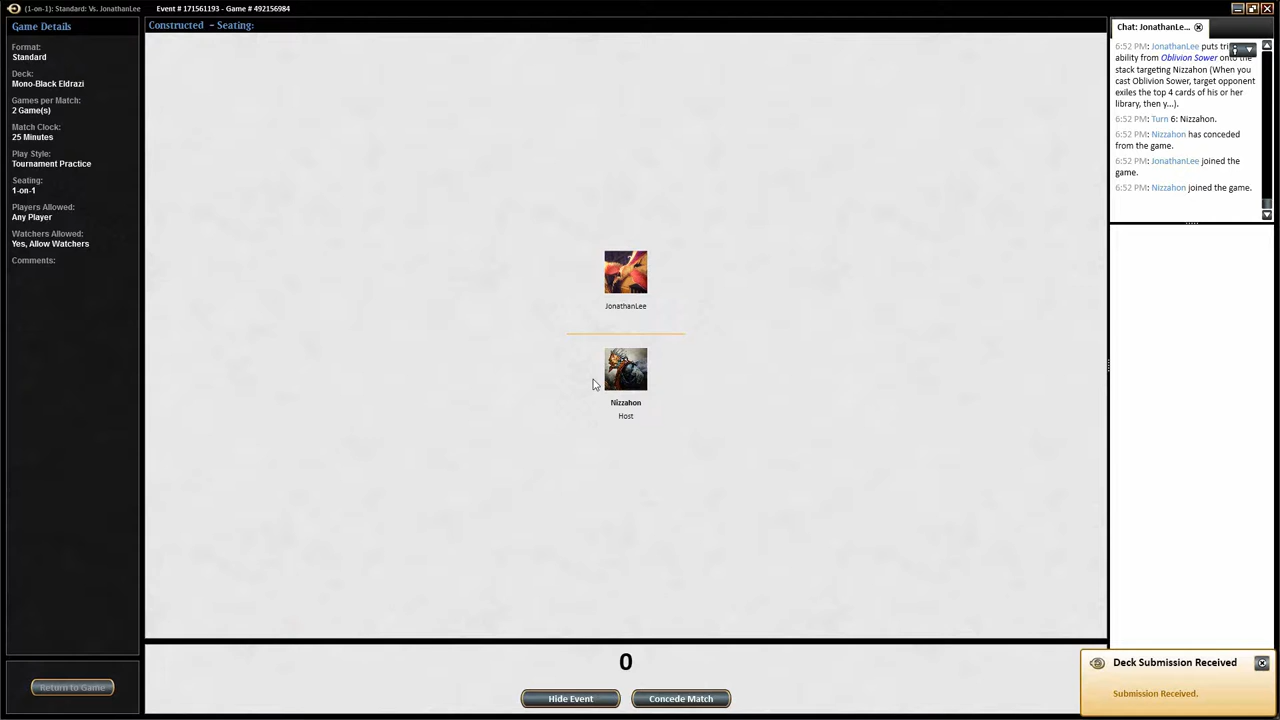 (1-on-1): Standard: Vs. JonathanLee
Event # 171561193 - Game # 492156984
Game Details
Format:
Standard
Deck:
Mono-Black Eldrazi
Games per Match:
2 Game(s)
Match Clock:
25 Minutes
Play Style:
Tournament Practice
Seating:
1-on-1
Players Allowed:
Any Player
Watchers Allowed:
Yes, Allow Watchers
Comments:
Return to Game
Constructed - Seating:
JonathanLee
Nizzahon
Host
0
Hide Event
Concede Match
Chat: JonathanLe...
6:52 PM: JonathanLee puts
ability from Oblivion Sower onto the
stack targeting Nizzahon (When you
cast Oblivion Sower, target opponent
exiles the top 4 cards of his or her
library, then y...).
6:52 PM: Turn 6: Nizzahon.
6:52 PM: Nizzahon has conceded
from the game.
6:52 PM: JonathanLee joined the
game.
6:52 PM: Nizzahon joined the game.
Deck Submission Received
Submission Received.